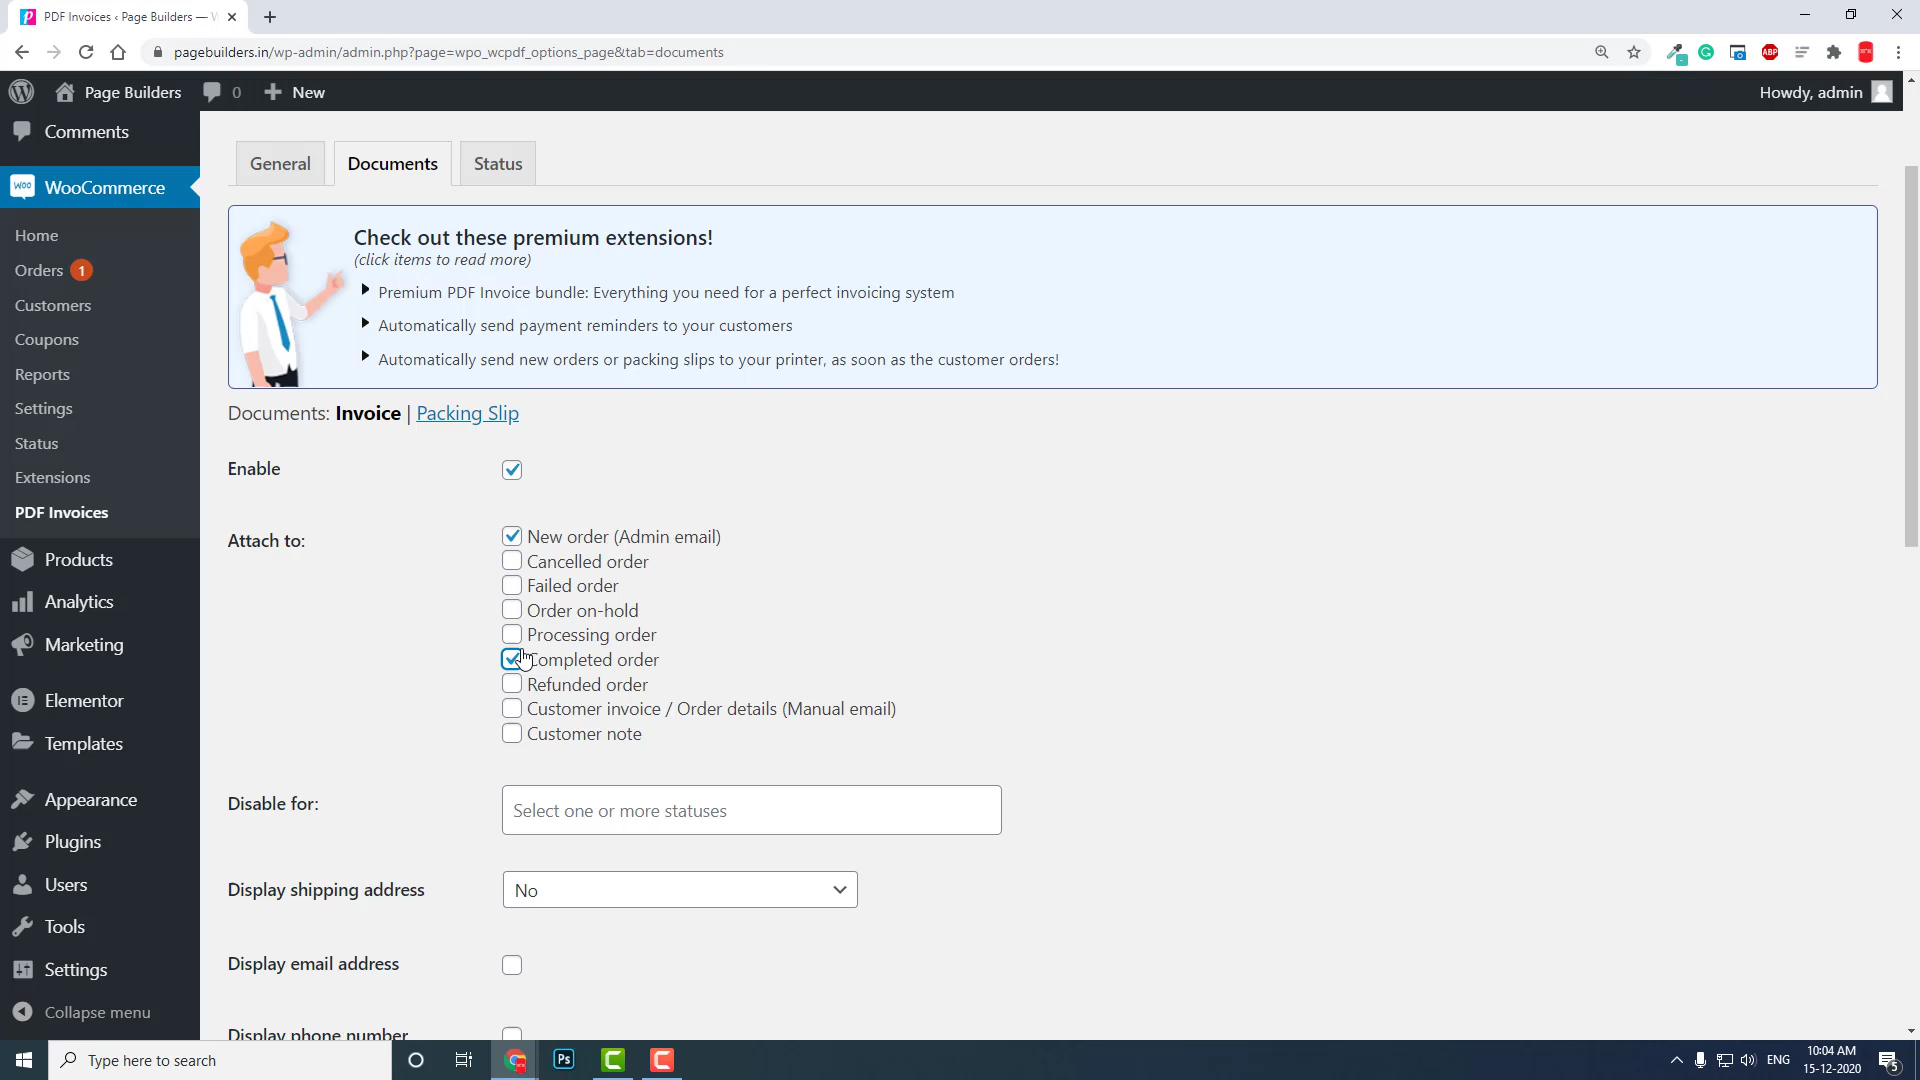 PDF Invoices ‹ Page Builders — W
pagebuilders.in/wp-admin/admin.php?page=wpo_wcpdf_options_page&tab=documents
ABP
Page Builders
0
New
Howdy, admin
Comments
WooCommerce
Home
Orders 1
Customers
Coupons
Reports
Settings
Status
Extensions
PDF Invoices
Products
Analytics
Marketing
Elementor
Templates
Appearance
Plugins
Users
Tools
Settings
Collapse menu
General
Documents
Status
Check out these premium extensions!
(click items to read more)
Premium PDF Invoice bundle: Everything you need for a perfect invoicing system
Automatically send payment reminders to your customers
Automatically send new orders or packing slips to your printer, as soon as the customer orders!
Documents: Invoice | Packing Slip
Enable
Attach to:
New order (Admin email)
Cancelled order
Failed order
Order on-hold
Processing order
Completed order
Refunded order
Customer invoice / Order details (Manual email)
Customer note
Disable for:
Select one or more statuses
Display shipping address
No
Display email address
Display phone number
Type here to search
Ps
ENG
10:04 AM
15-12-2020
5